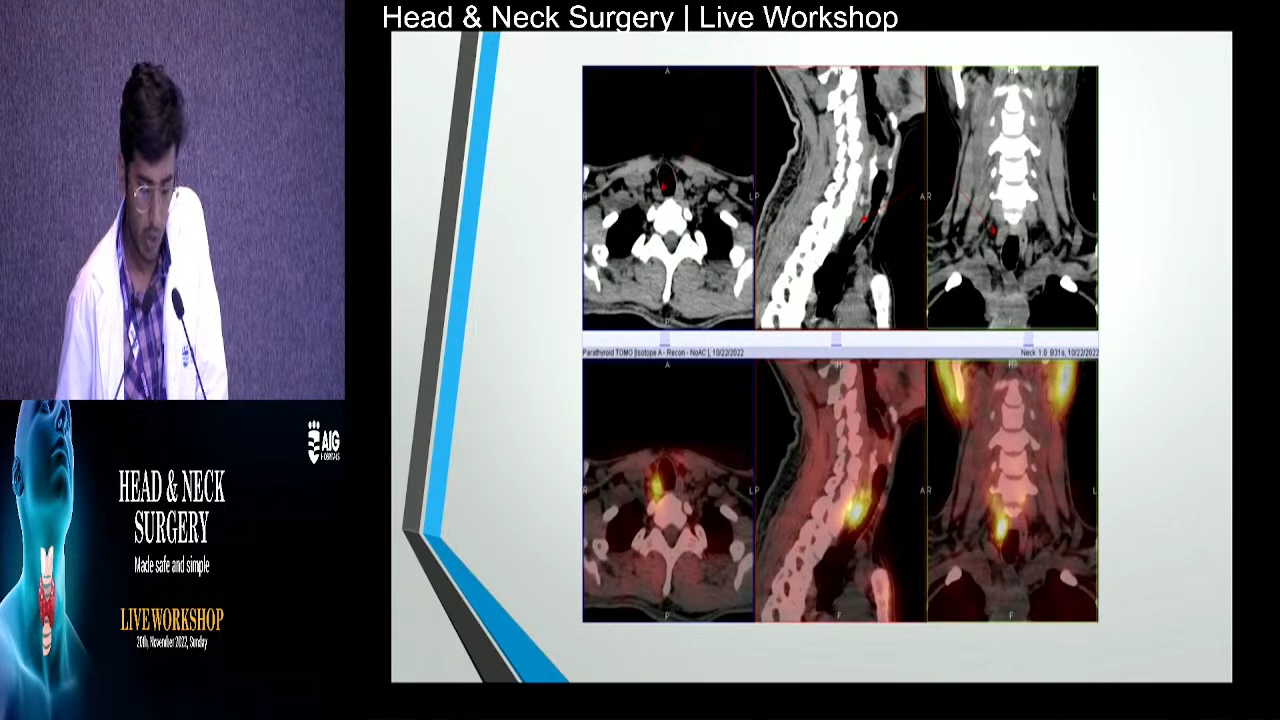 Head & Neck Surgery | Live Workshop
A
H
H
R
L
P
A
R
L
P
F
F
Parathyroid TOMO [Isotope A - Recon - NoAC ], 10/22/2022
Neck 1.0 B31s, 10/22/2022
A
H
H
R
L
P
A
R
L
P
F
F
AIG
HOSPITALS
HEAD & NECK
SURGERY
Made safe and simple
LIVE WORKSHOP
20th, November 2022, Sunday